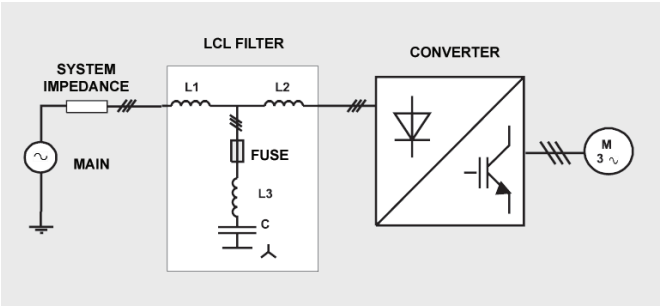 LCL FILTER
CONVERTER
SYSTEM
IMPEDANCE
L1
L2
MAIN
FUSE
L3
C
M
3 ~